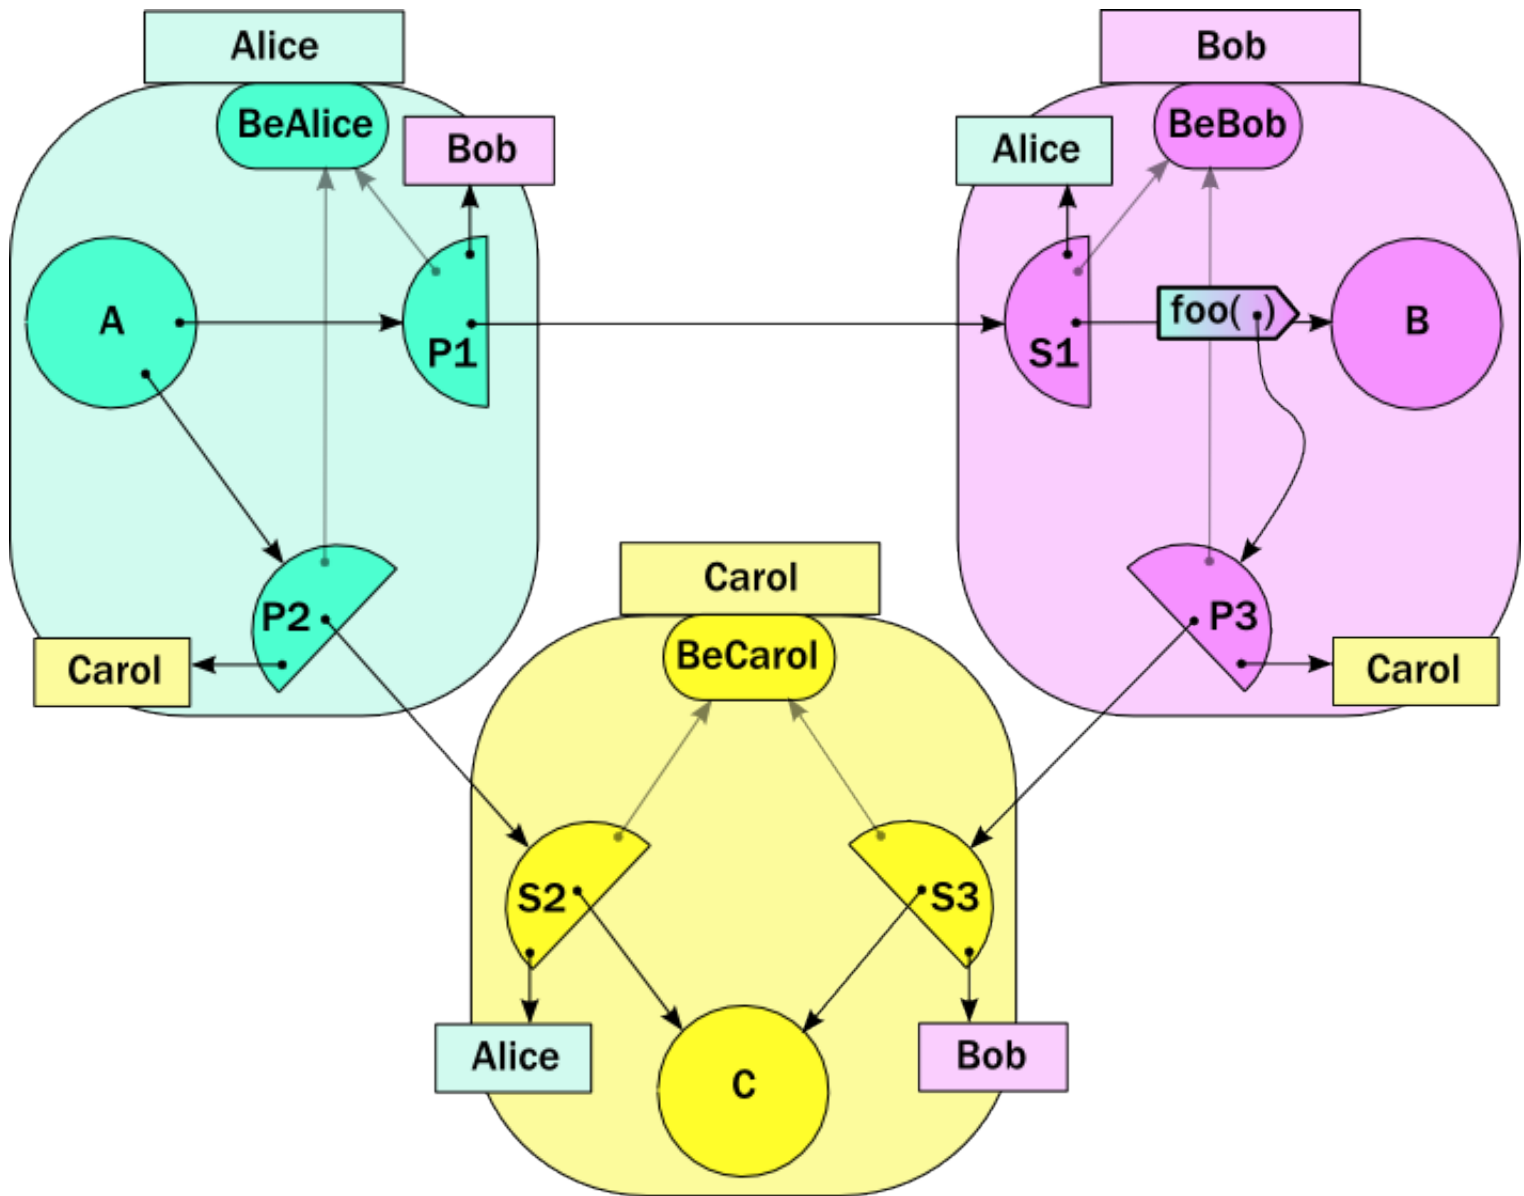 Alice
Bob
BeAlice
Bob
Alice
BeBob
A
P1
S1
foo( )
B
P2
Carol
Carol
BeCarol
P3
Carol
S2
S3
Alice
C
Bob